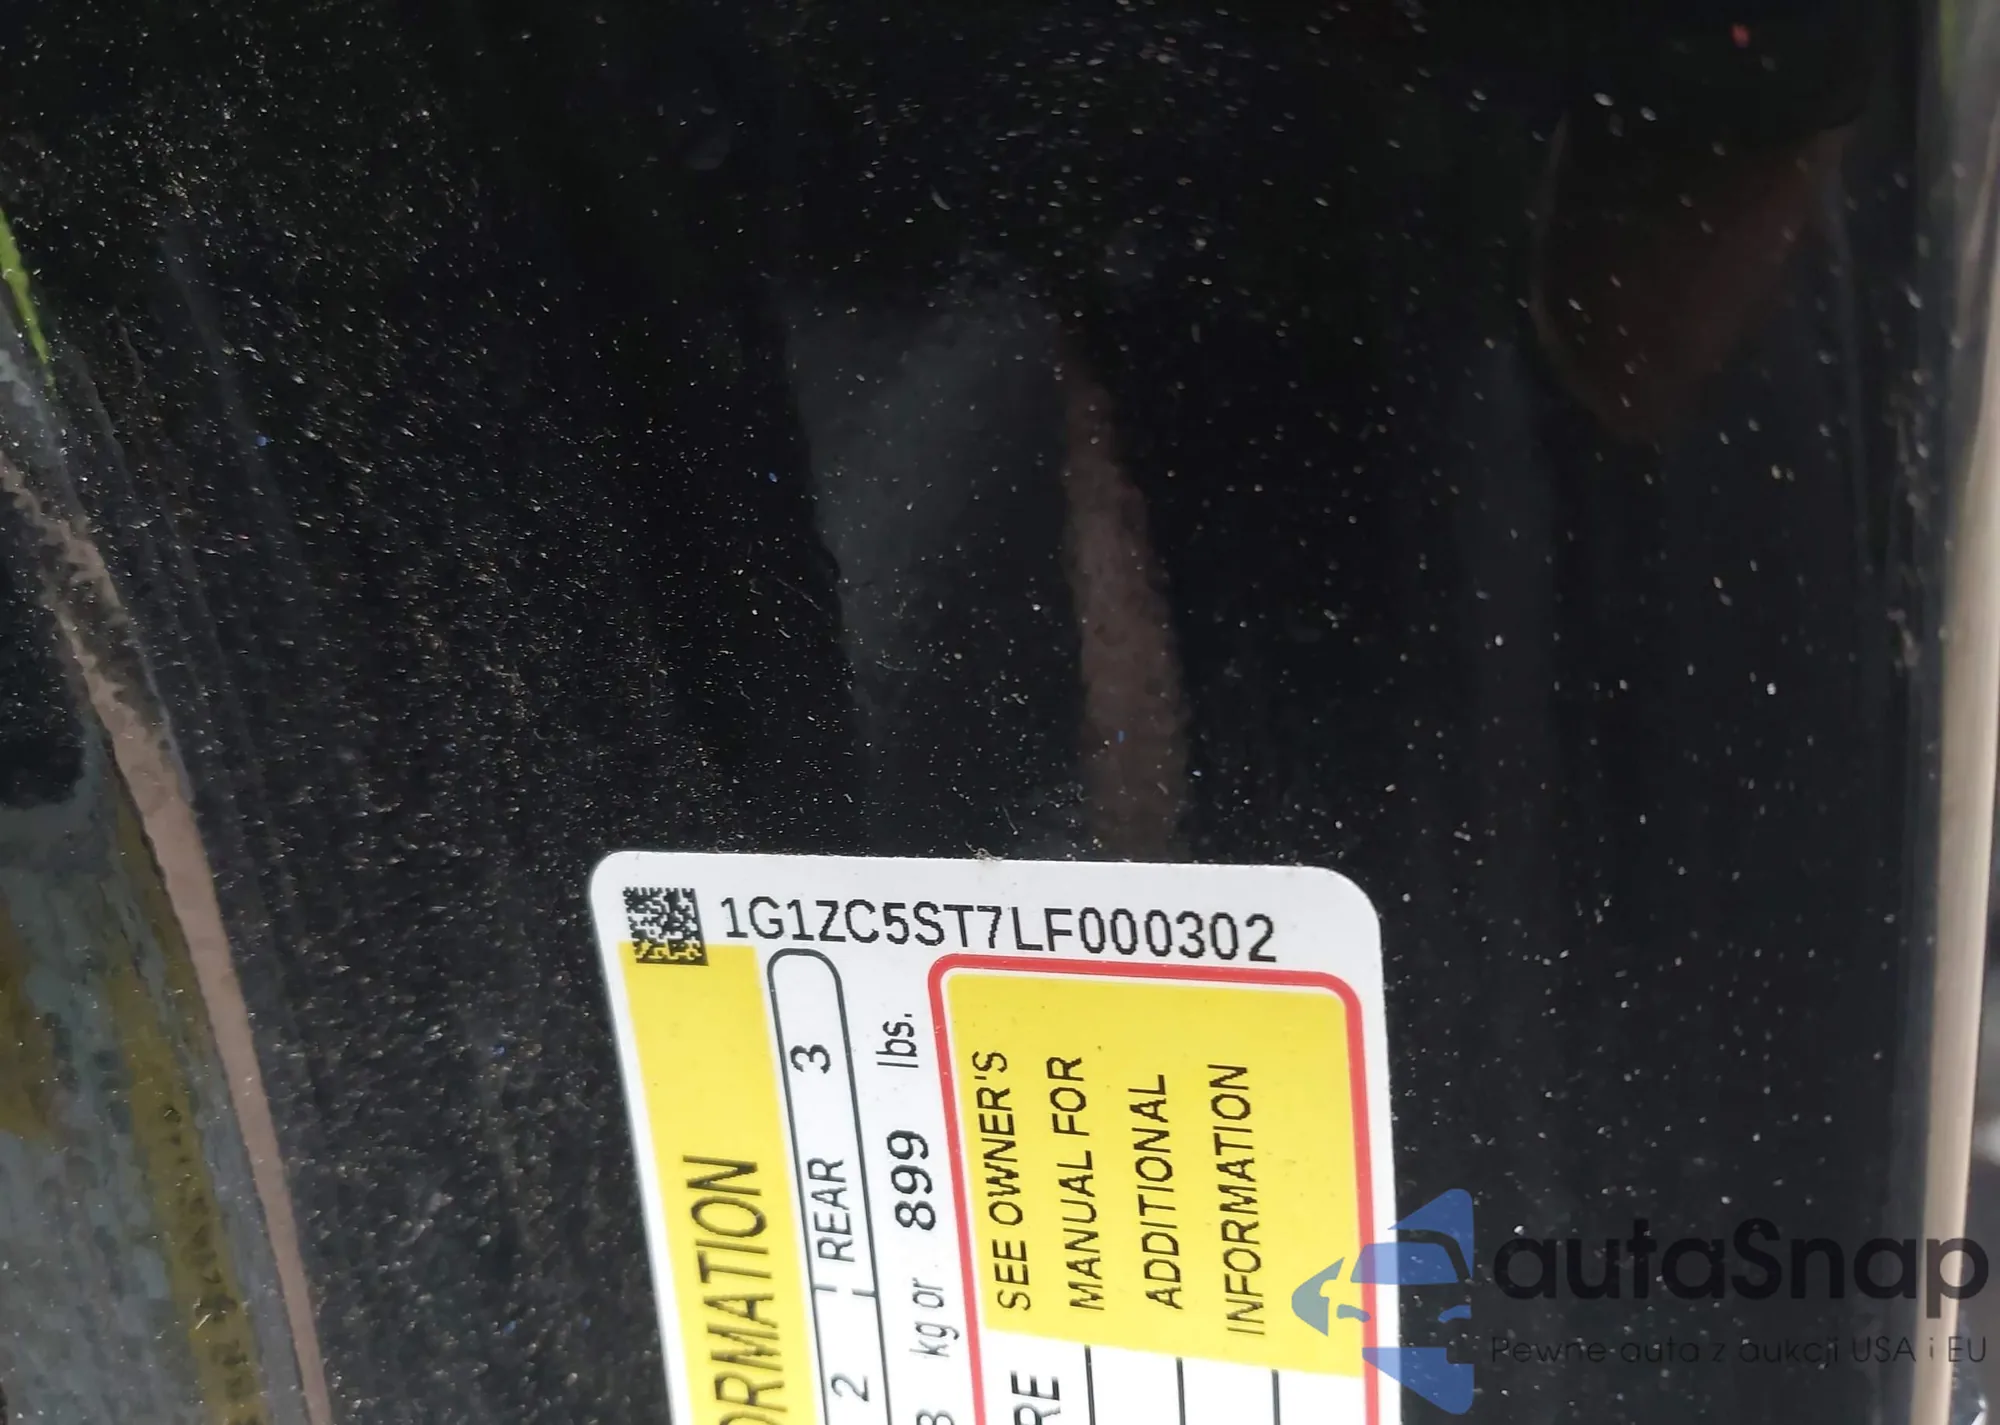 1G1ZC5ST7LF000302
ORMATION
2 REAR 3
kg or 899 lbs.
SEE OWNER'S
MANUAL FOR
ADDITIONAL
INFORMATION
RE
autaSnap
Pewne auta z aukcji USA i EU